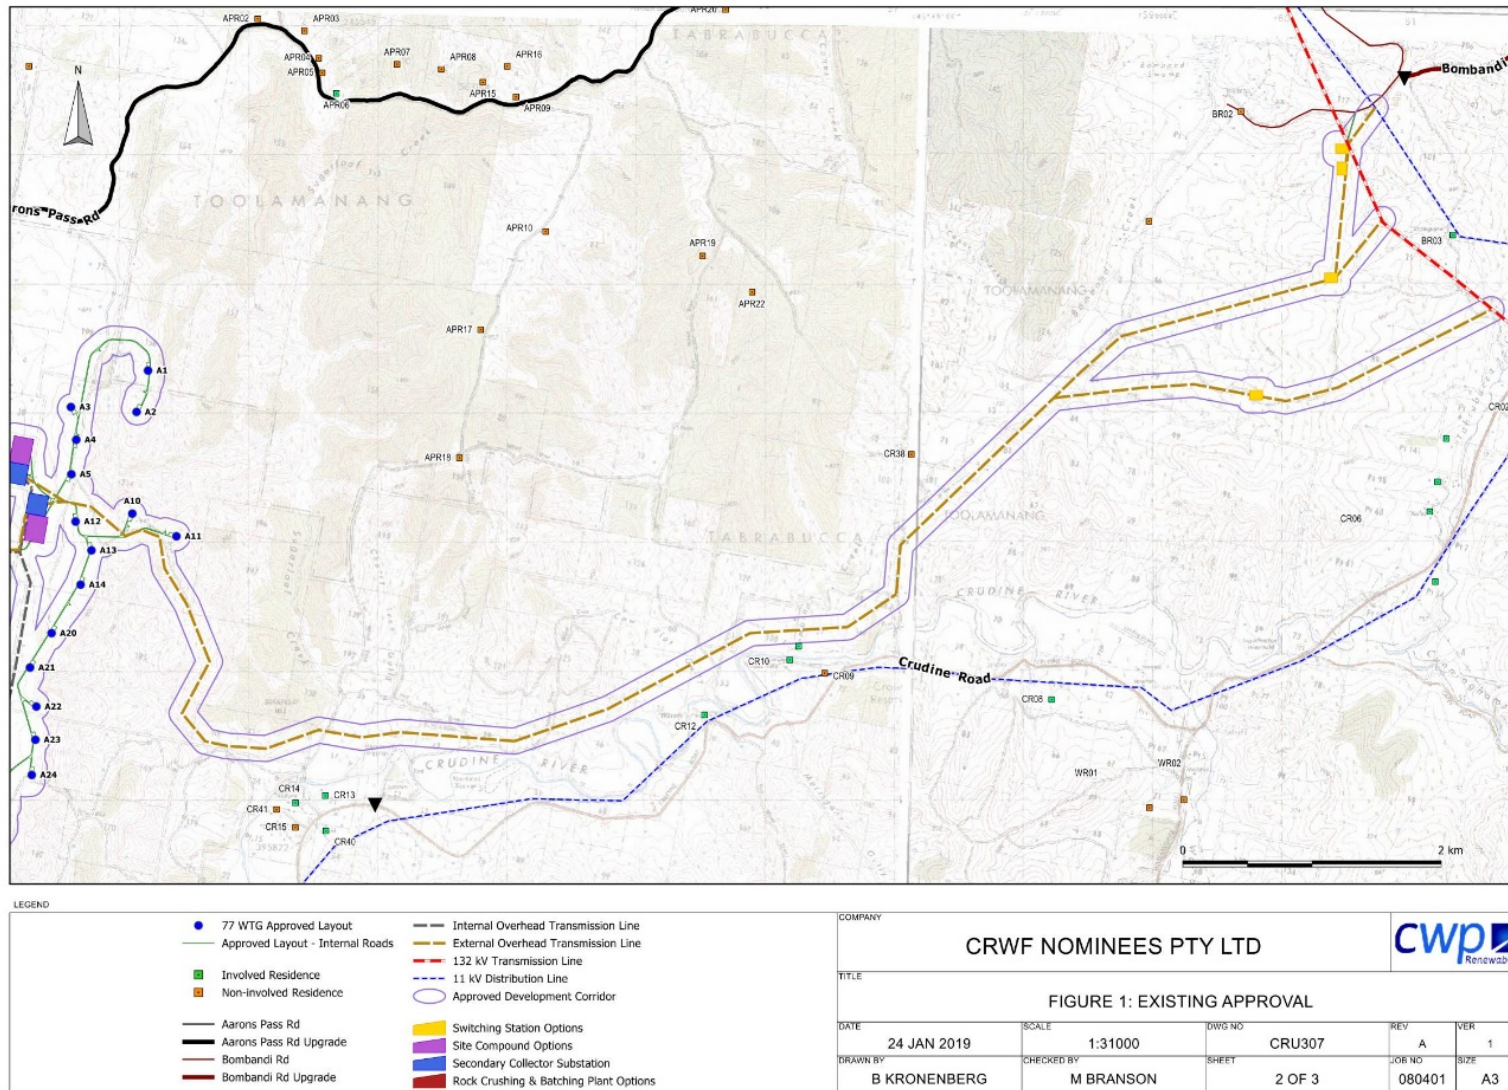 APR02
APR03
APR20
APR04
APR07
APR08
APR16
APR05
APR15
APR06
APR09
TABRABUCCA
N
Bombandi
BR02
TOOLAMANANG
rons Pass Rd
APR10
APR19
BR03
APR22
TOOLAMANANG
APR17
A1
A3
A2
CR02
A4
APR18
CR38
A5
A10
CR06
TOOLAMANANG
A12
A11
TABRABUCCA
A13
A14
CRUDINE RIVER
A20
CR10
A21
Crudine Road
CR09
A22
CR08
CR12
A23
CRUDINE RIVER
A24
WR01
WR02
CR14
CR13
CR41
CR15
CR40
0 2 km
LEGEND
77 WTG Approved Layout
Approved Layout - Internal Roads
Involved Residence
Non-involved Residence
Aarons Pass Rd
Aarons Pass Rd Upgrade
Bombandi Rd
Bombandi Rd Upgrade
Internal Overhead Transmission Line
External Overhead Transmission Line
132 kV Transmission Line
11 kV Distribution Line
Approved Development Corridor
Switching Station Options
Site Compound Options
Secondary Collector Substation
Rock Crushing & Batching Plant Options
COMPANY
CRWF NOMINEES PTY LTD
cwp
Renewab
TITLE
FIGURE 1: EXISTING APPROVAL
DATE
24 JAN 2019
SCALE
1:31000
DWG NO
CRU307
REV
A
VER
1
DRAWN BY
B KRONENBERG
CHECKED BY
M BRANSON
SHEET
2 OF 3
JOB NO
080401
SIZE
A3